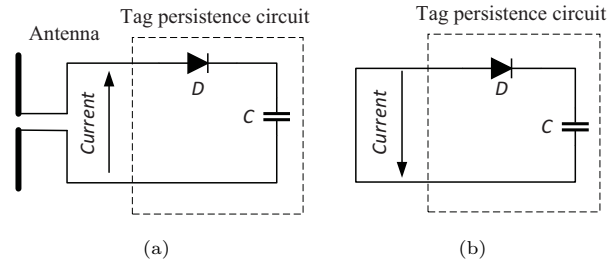 Tag persistence circuit
Tag persistence circuit
Antenna
D
D
C
C
Current
Current
(a)
(b)